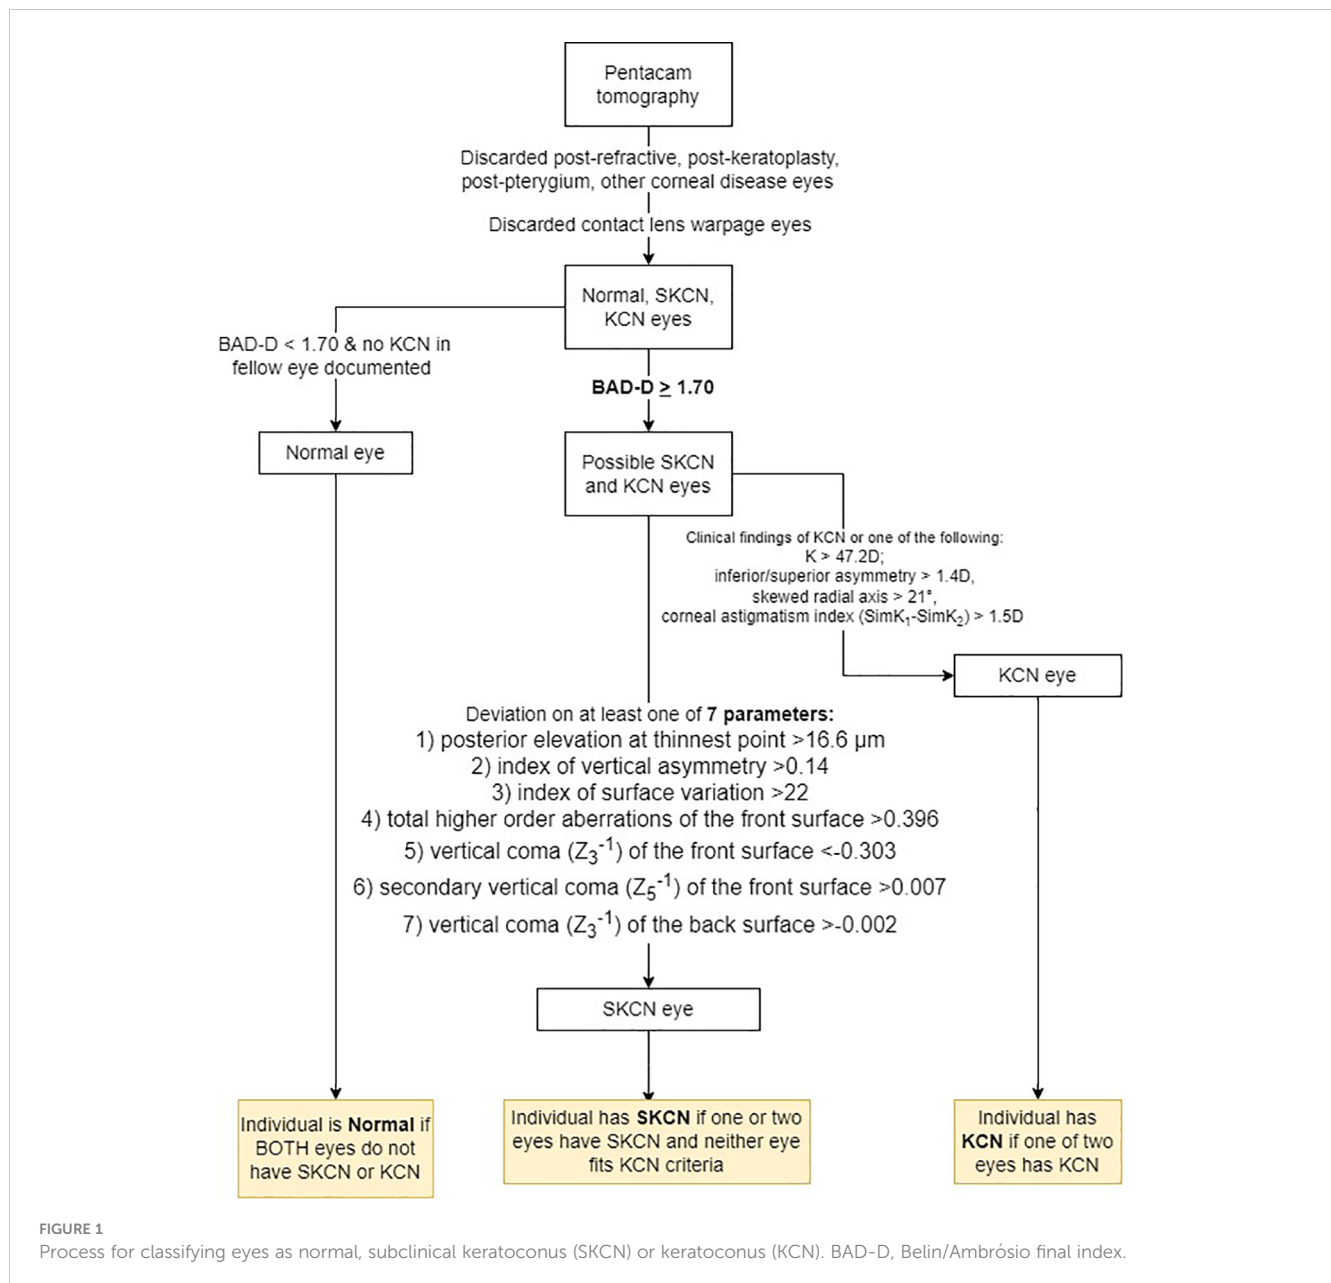 Pentacam
tomography
Discarded post-refractive, post-keratoplasty,
post-pterygium, other corneal disease eyes
Discarded contact lens warpage eyes
Normal, SKCN,
KCN eyes
BAD-D < 1.70 & no KCN in
fellow eye documented
BAD-D ≥ 1.70
Normal eye
Possible SKCN
and KCN eyes
Clinical findings of KCN or one of the following:
K > 47.2D;
inferior/superior asymmetry > 1.4D,
skewed radial axis > 21°,
corneal astigmatism index (SimK₁-SimK₂) > 1.5D
KCN eye
Deviation on at least one of 7 parameters:
1) posterior elevation at thinnest point >16.6 µm
2) index of vertical asymmetry >0.14
3) index of surface variation >22
4) total higher order aberrations of the front surface >0.396
5) vertical coma (Z₃⁻¹) of the front surface <-0.303
6) secondary vertical coma (Z₅⁻¹) of the front surface >0.007
7) vertical coma (Z₃⁻¹) of the back surface >-0.002
SKCN eye
Individual is Normal if
BOTH eyes do not
have SKCN or KCN
Individual has SKCN if one or two
eyes have SKCN and neither eye
fits KCN criteria
Individual has
KCN if one of two
eyes has KCN
FIGURE 1
Process for classifying eyes as normal, subclinical keratoconus (SKCN) or keratoconus (KCN). BAD-D, Belin/Ambrósio final index.